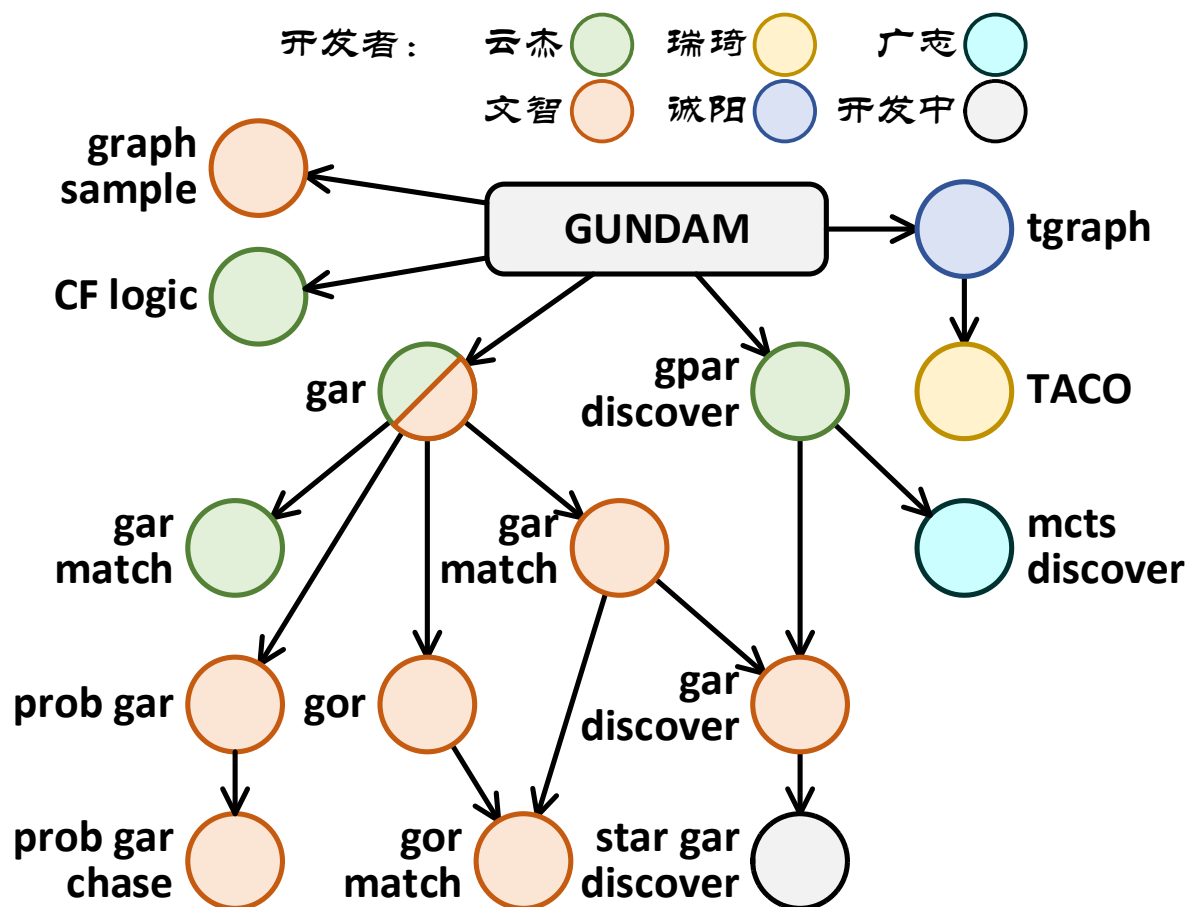 开发者: 云杰 瑞琦 广志
文智 诚阳 开发中
graph
sample
GUNDAM
tgraph
CF logic
gar
gpar
discover
TACO
gar
match
gar
match
mcts
discover
prob gar
gor
gar
discover
prob gar
chase
gor
match
star gar
discover